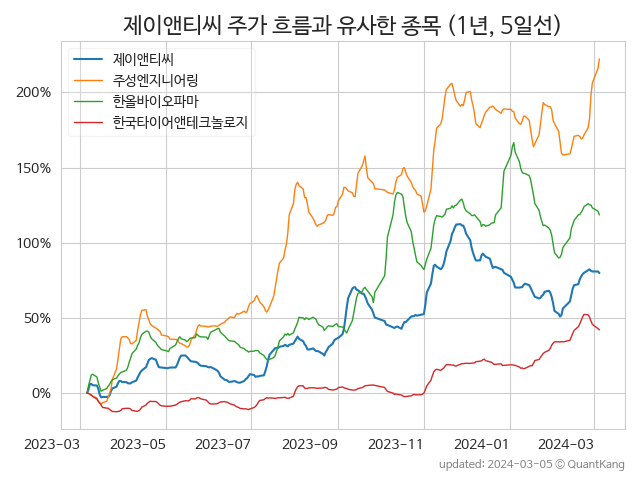 제이앤티씨 주가 흐름과 유사한 종목 (1년, 5일선)
제이앤티씨
주성엔지니어링
한올바이오파마
한국타이어앤테크놀로지
200%
150%
100%
50%
0%
2023-03 2023-05 2023-07 2023-09 2023-11 2024-01 2024-03
updated: 2024-03-05 © QuantKang